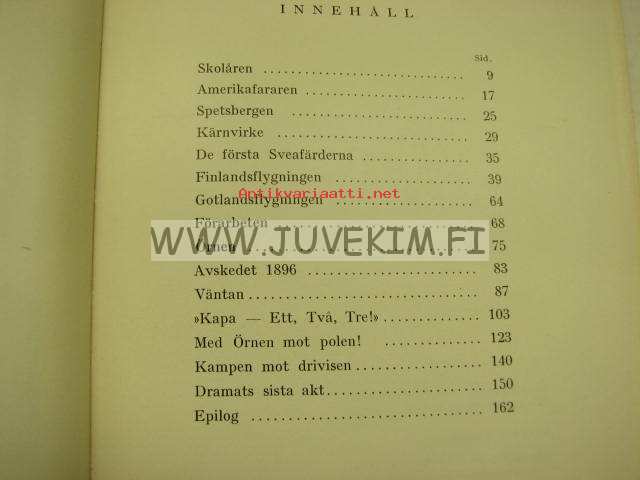 INNEHÅLL
Sid.
Skolåren .............................. 9
Amerikafararen ........................ 17
Spetsbergen .............................. 25
Kärnvirke .............................. 29
De första Sveafärderna ................ 35
Finlandsflygningen .................... 39
Antikvariaatti.net
Gotlandsflygningen .................... 64
Förarbeten .............................. 68
WWW.JUVEKIM.FI
Örnen .............................. 75
Avskedet 1896 ......................... 83
Väntan .............................. 87
»Kapa — Ett, Två, Tre!» .............. 103
Med Örnen mot polen! .............. 123
Kampen mot drivisen ................... 140
Dramats sista akt ........................ 150
Epilog .............................. 162